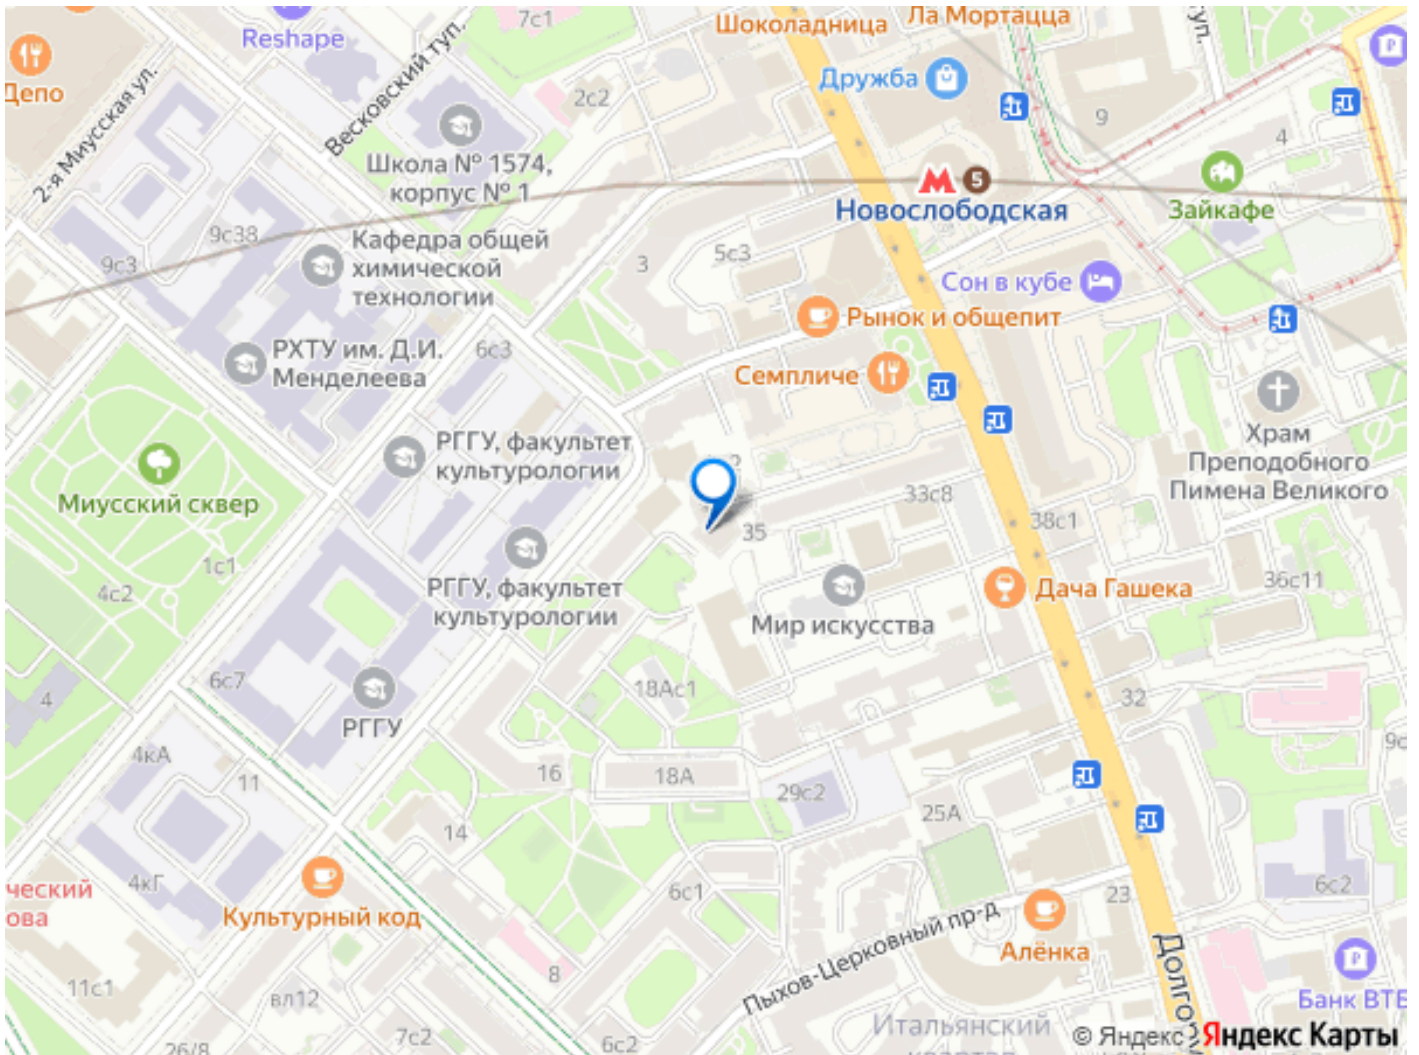 7с1
Шоколадница
Ла Мортацца
Reshape
Депо
Весковский туп.
2с2
Дружба
2-я Миусская ул.
9
4
Школа № 1574,
корпус № 1
5
Новослободская
Зайкафе
9с38
9с3
Кафедра общей
химической
технологии
3
5с3
Сон в кубе
Рынок и общепит
РХТУ им. Д.И.
Менделеева
6с3
Семпличе
РГГУ, факультет
культурологии
Храм
Преподобного
Пимена Великого
Миусский сквер
33с8
38с1
35
1с1
4с2
РГГУ, факультет
культурологии
Мир искусства
Дача Гашека
36с11
6с7
4
18Ас1
32
РГГУ
4кА
11
16
18А
29с2
25А
14
4кГ
Культурный код
6с1
23
6с2
Пыхов-Церковный пр-д
Алёнка
8
11с1
вл12
Банк ВТБ
7с2
26/8
6с2
Итальянский
© Яндекс
Яндекс Карты